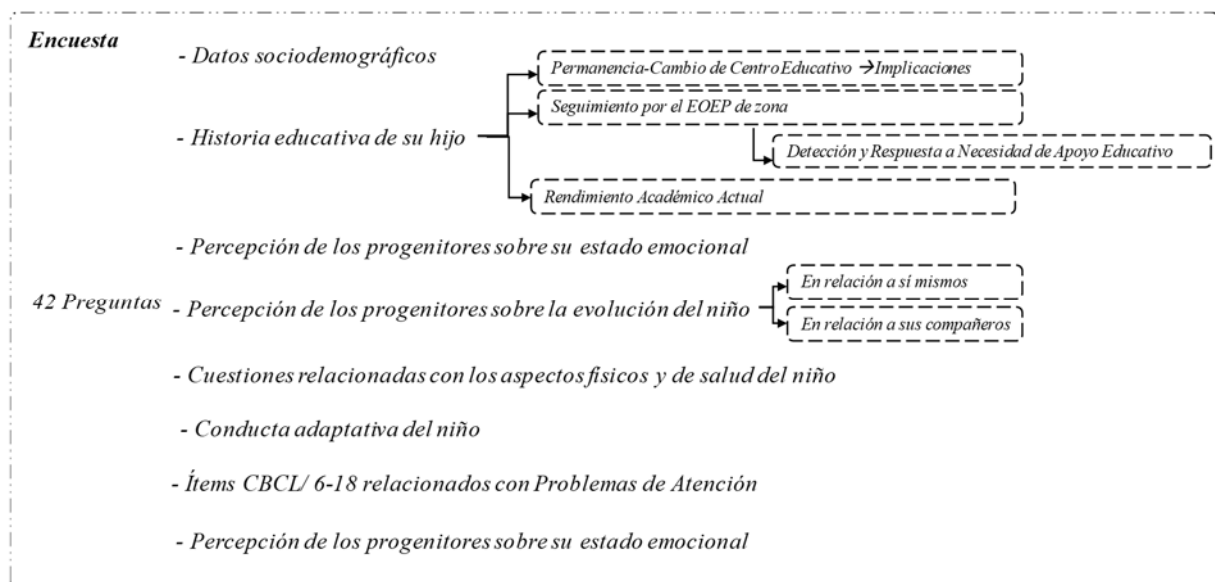 Encuesta
- Datos sociodemográficos
Permanencia-Cambio de Centro Educativo → Implicaciones
Seguimiento por el EOEP de zona
- Historia educativa de su hijo
Detección y Respuesta a Necesidad de Apoyo Educativo
Rendimiento Académico Actual
- Percepción de los progenitores sobre su estado emocional
En relación a sí mismos
42 Preguntas
- Percepción de los progenitores sobre la evolución del niño
En relación a sus compañeros
- Cuestiones relacionadas con los aspectos físicos y de salud del niño
- Conducta adaptativa del niño
- Ítems CBCL/ 6-18 relacionados con Problemas de Atención
- Percepción de los progenitores sobre su estado emocional